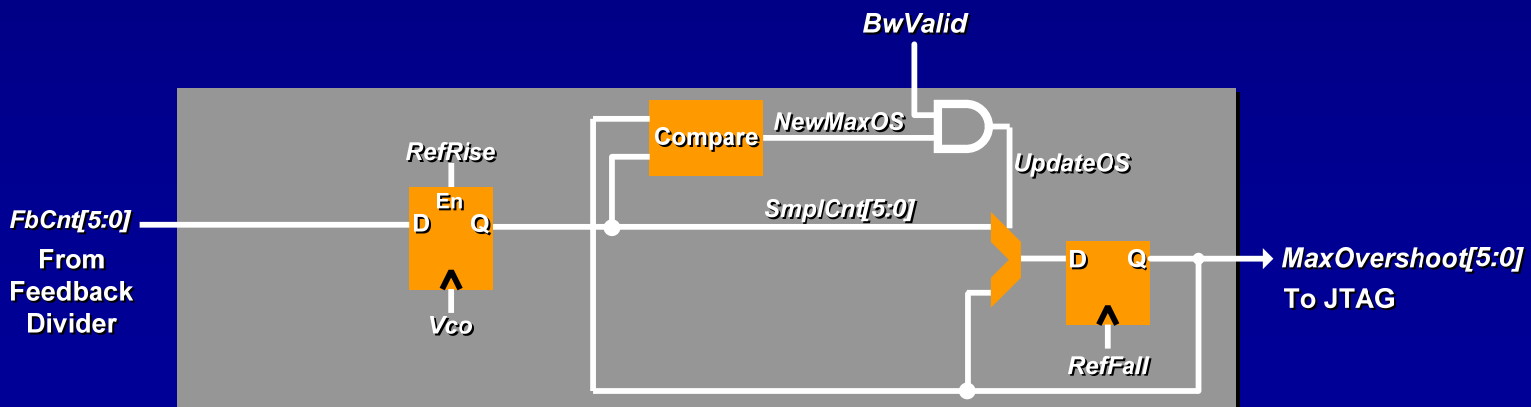 BwValid
Compare
NewMaxOS
RefRise
UpdateOS
En
FbCnt[5:0]
D Q
SmplCnt[5:0]
From
Feedback
Divider
D Q
MaxOvershoot[5:0]
To JTAG
Vco
RefFall